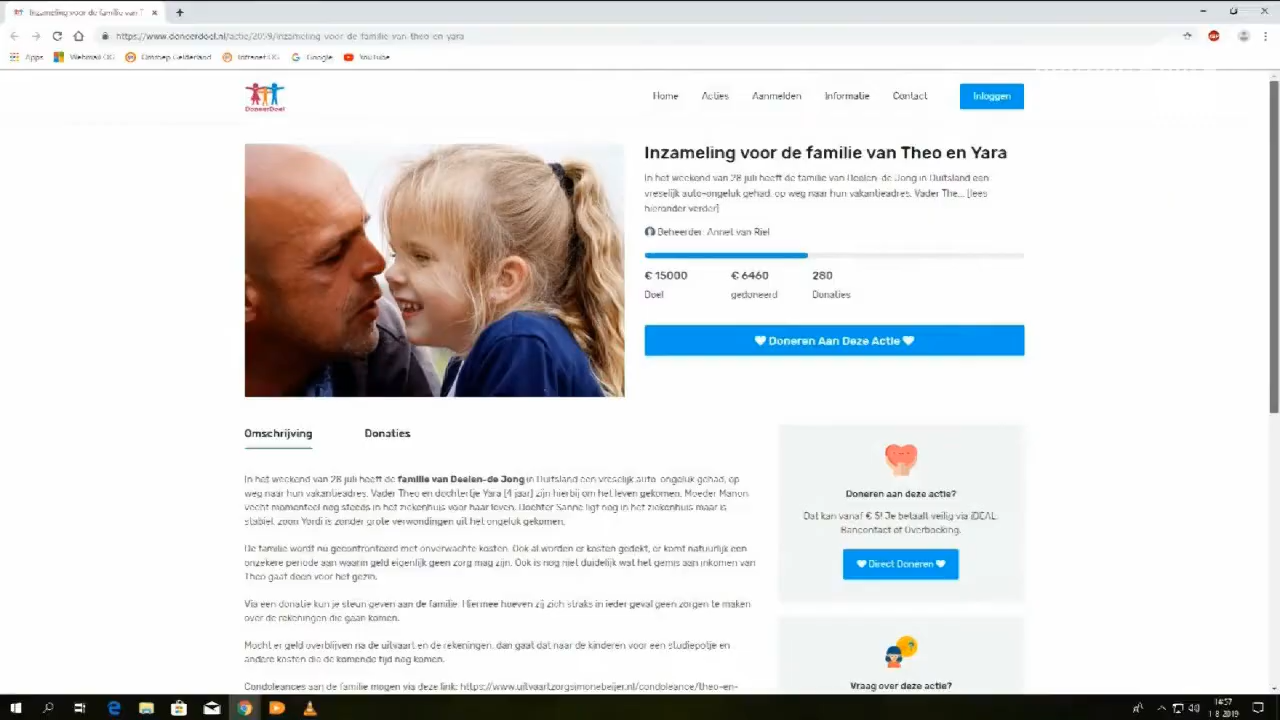 Inzameling voor de familie van T
https://www.doneerdoel.nl/actie/2059/inzameling-voor-de-familie-van-theo-en-yara
Apps Webmail OG Omroep Gelderland Intranet OG Google YouTube
DoneerDoel
Home Acties Aanmelden Informatie Contact Inloggen
Inzameling voor de familie van Theo en Yara
In het weekend van 28 juli heeft de familie van Deelen-de Jong in Duitsland een
vreselijk auto-ongeluk gehad, op weg naar hun vakantieadres. Vader The... [lees
hieronder verder]
Beheerder: Annet van Riel
€ 15000 € 6460 280
Doel gedoneerd Donaties
Doneren Aan Deze Actie
Omschrijving Donaties
In het weekend van 28 juli heeft de familie van Deelen-de Jong in Duitsland een vreselijk auto-ongeluk gehad, op
weg naar hun vakantieadres. Vader Theo en dochtertje Yara [4 jaar] zijn hierbij om het leven gekomen. Moeder Manon
vecht momenteel nog steeds in het ziekenhuis voor haar leven. Dochter Sanne ligt nog in het ziekenhuis maar is
stabiel, zoon Yordi is zonder grote verwondingen uit het ongeluk gekomen.
De familie wordt nu geconfronteerd met onverwachte kosten. Ook al worden er kosten gedekt, er komt natuurlijk een
onzekere periode aan waarin geld eigenlijk geen zorg mag zijn. Ook is nog niet duidelijk wat het gemis aan inkomen van
Theo gaat doen voor het gezin.
Via een donatie kun je steun geven aan de familie. Hiermee hoeven zij zich straks in ieder geval geen zorgen te maken
over de rekeningen die gaan komen.
Mocht er geld overblijven na de uitvaart en de rekeningen, dan gaat dat naar de kinderen voor een studiepotje en
andere kosten die de komende tijd nog komen.
Condoleances aan de familie mogen via deze link: https://www.uitvaartzorgsimonebeijer.nl/condoleance/theo-en-
Doneren aan deze actie?
Dat kan vanaf € 5! Je betaalt veilig via iDEAL,
Bancontact of Overboeking.
Direct Doneren
Vraag over deze actie?
14:57
1-8-2019